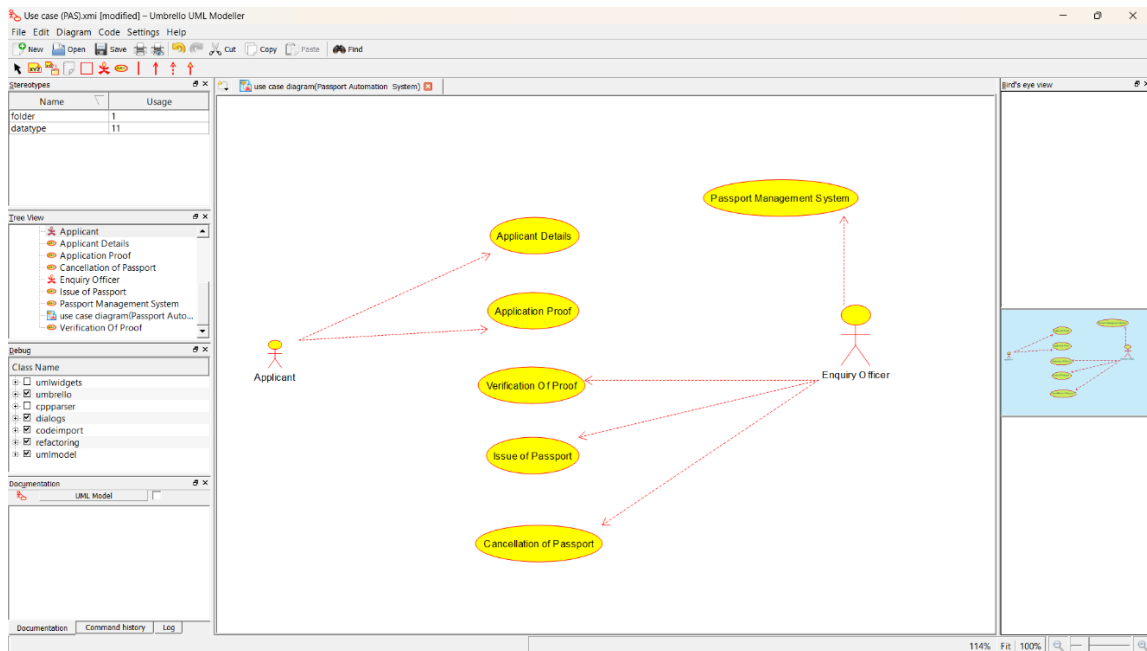 Use case (PAS).xmi [modified] – Umbrello UML Modeller
File Edit Diagram Code Settings Help
New Open Save Cut Copy Paste Find
Stereotypes
use case diagram(Passport Automation System)
Bird's eye view
Name Usage
folder 1
datatype 11
Tree View
Applicant
Applicant Details
Application Proof
Cancellation of Passport
Enquiry Officer
Issue of Passport
Passport Management System
use case diagram(Passport Auto...
Verification Of Proof
Debug
Class Name
umlwidgets
umbrello
cppparser
dialogs
codeimport
refactoring
umlmodel
Documentation
UML Model
Documentation Command history Log
Passport Management System
Applicant Details
Application Proof
Applicant
Enquiry Officer
Verification Of Proof
Issue of Passport
Cancellation of Passport
114% Fit 100%